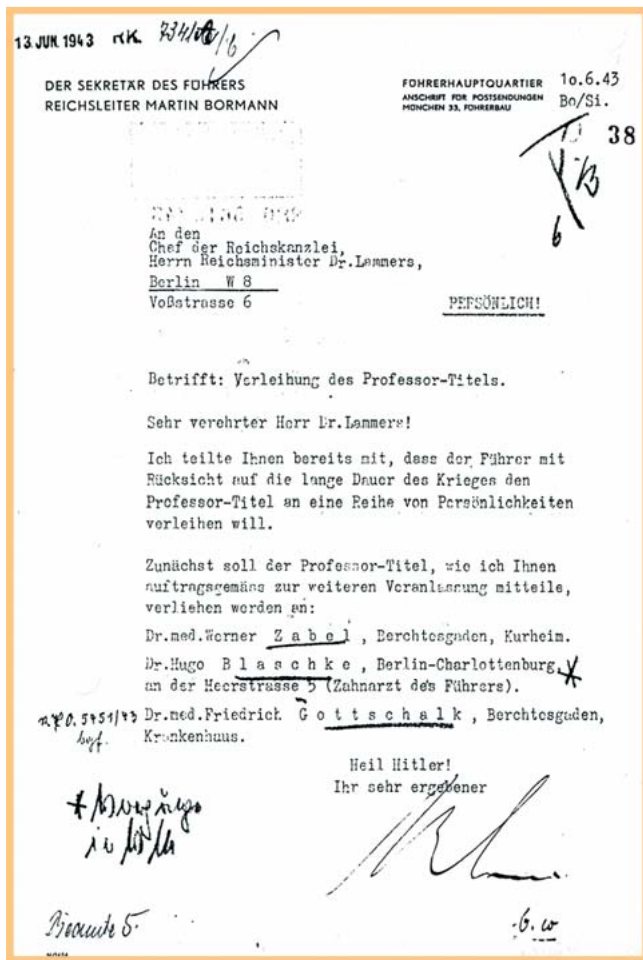 13. JUN. 1943 RK. 734/
DER SEKRETÄR DES FÜHRERS
REICHSLEITER MARTIN BORMANN
FÜHRERHAUPTQUARTIER
ANSCHRIFT FÜR POSTSENDUNGEN
MÜNCHEN 33, FÜHRERBAU
10.6.43
Bo/Si.
38
6
An den
Chef der Reichskanzlei,
Herrn Reichsminister Dr.Lammers,
Berlin W 8
Voßstrasse 6
PERSÖNLICH!
Betrifft: Verleihung des Professor-Titels.
Sehr verehrter Herr Dr.Lammers!
Ich teilte Ihnen bereits mit, dass der Führer mit
Rücksicht auf die lange Dauer des Krieges den
Professor-Titel an eine Reihe von Persönlichkeiten
verleihen will.
Zunächst soll der Professor-Titel, wie ich Ihnen
auftragsgemäss zur weiteren Veranlassung mitteile,
verliehen werden an:
Dr.med.Werner Z a b e l , Berchtesgaden, Kurheim.
Dr.Hugo B l a s c h k e , Berlin-Charlottenburg,
an der Heerstrasse 5 (Zahnarzt des Führers).
Dr.med.Friedrich G o t t s c h a l k , Berchtesgaden,
Krankenhaus.
Heil Hitler!
Ihr sehr ergebener